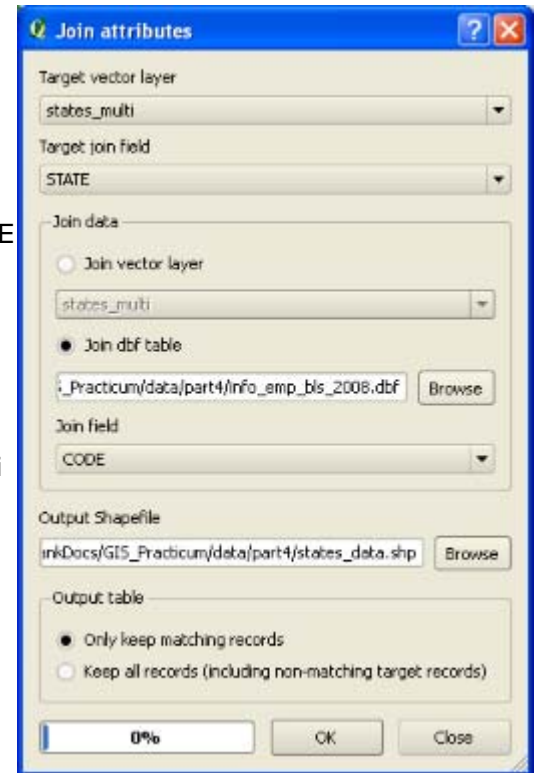 Join attributes
Target vector layer
states_multi
Target join field
STATE
E
Join data
Join vector layer
states_multi
Join dbf table
:_Practicum/data/part4/info_emp_bls_2008.dbf Browse
Join field
CODE
i
Output Shapefile
inkDocs/GIS_Practicum/data/part4/states_data.shp Browse
Output table
Only keep matching records
Keep all records (including non-matching target records)
0% OK Close